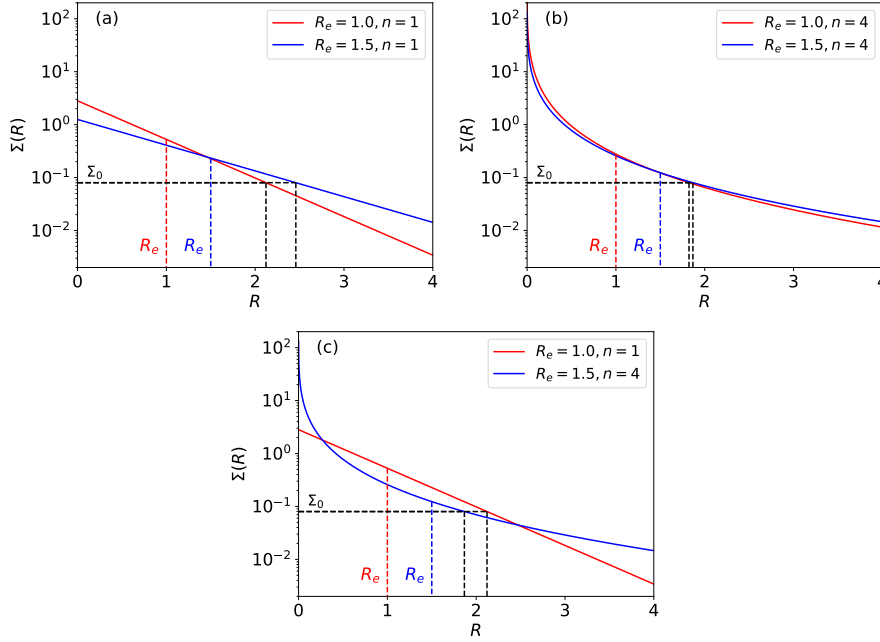 (a)
R_e = 1.0, n = 1
R_e = 1.5, n = 1
10^2
10^1
10^0
10^-1
10^-2
Σ(R)
Σ_0
R_e
R_e
0 1 2 3 4
R
(b)
R_e = 1.0, n = 4
R_e = 1.5, n = 4
10^2
10^1
10^0
10^-1
10^-2
Σ(R)
Σ_0
R_e
R_e
0 1 2 3 4
R
(c)
R_e = 1.0, n = 1
R_e = 1.5, n = 4
10^2
10^1
10^0
10^-1
10^-2
Σ(R)
Σ_0
R_e
R_e
0 1 2 3 4
R